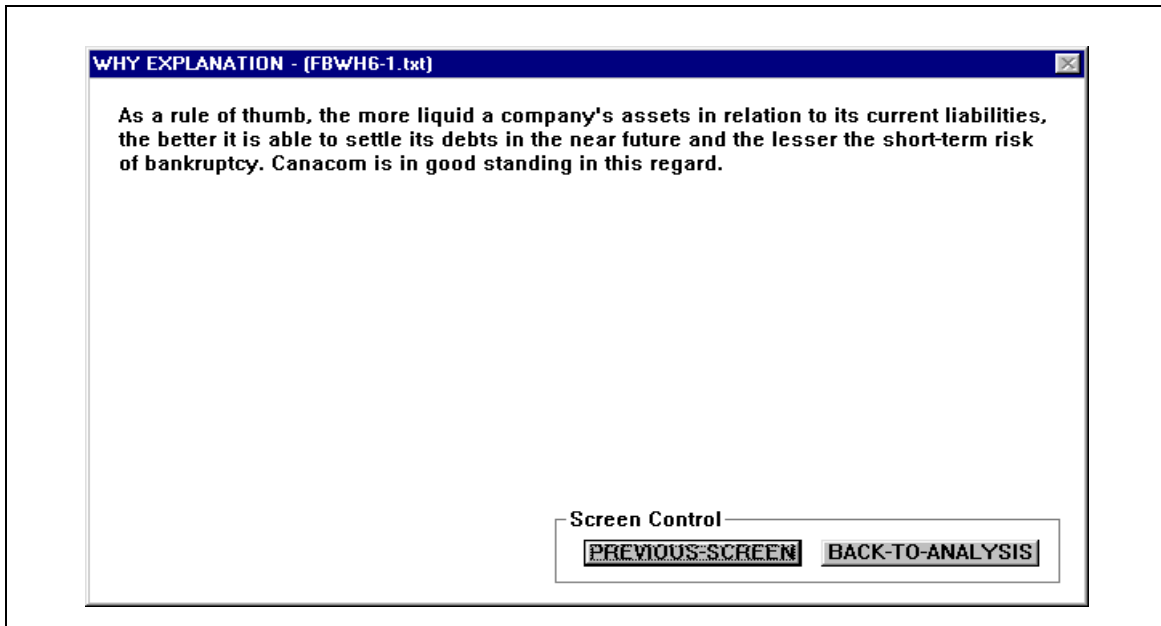 WHY EXPLANATION - (FBWH6-1.txt)
As a rule of thumb, the more liquid a company's assets in relation to its current liabilities,
the better it is able to settle its debts in the near future and the lesser the short-term risk
of bankruptcy. Canacom is in good standing in this regard.
Screen Control
PREVIOUS-SCREEN BACK-TO-ANALYSIS